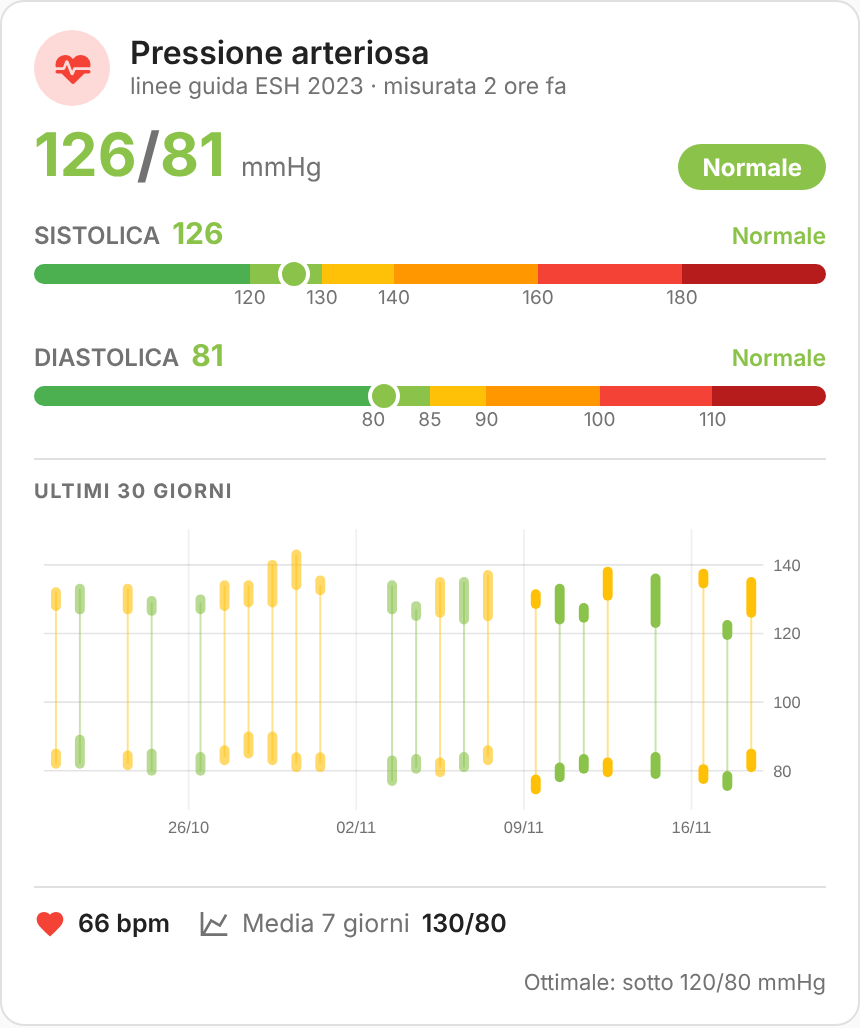 Pressione arteriosa
linee guida ESH 2023 · misurata 2 ore fa
126/81 mmHg
Normale
SISTOLICA 126
Normale
120 130 140 160 180
DIASTOLICA 81
Normale
80 85 90 100 110
ULTIMI 30 GIORNI
140
120
100
80
26/10 02/11 09/11 16/11
66 bpm Media 7 giorni 130/80
Ottimale: sotto 120/80 mmHg